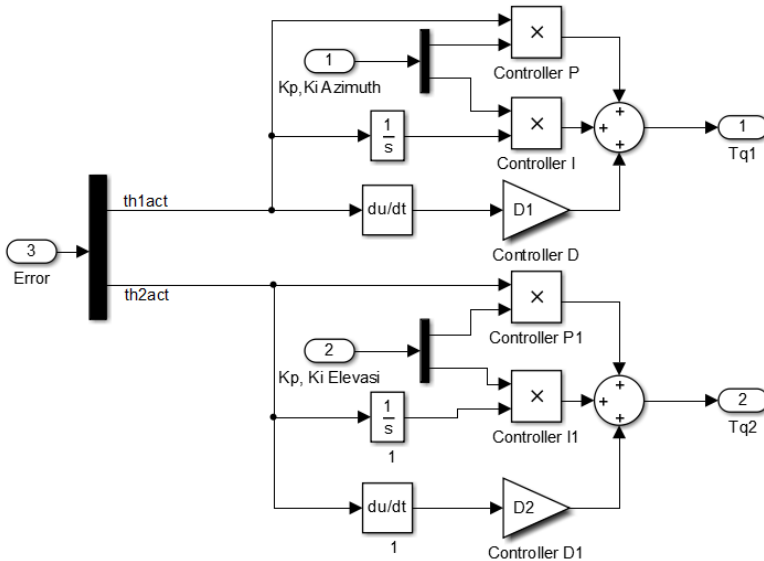 ×
Controller P
1
Kp,Ki Azimuth
1
s
×
Controller I
+
+
+
1
Tq1
th1act
du/dt
D1
Controller D
3
Error
th2act
×
Controller P1
2
Kp, Ki Elevasi
1
s
1
×
Controller I1
+
+
+
2
Tq2
du/dt
1
D2
Controller D1